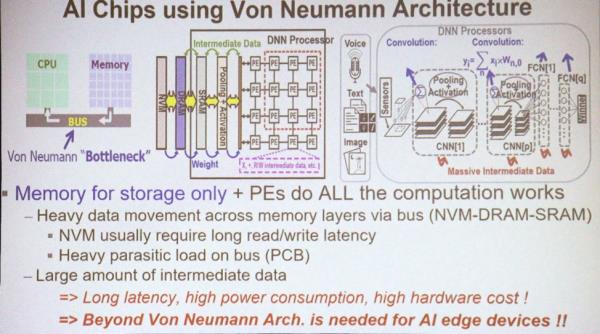 AI Chips using Von Neumann Architecture
CPU
Memory
BUS
Von Neumann "Bottleneck"
Intermediate Data
DNN Processor
NVM
DRAM
SRAM
Pooling+Activation
PE PE PE PE
PE PE PE PE
PE PE PE PE
PE PE PE PE
Weight
X, +, R/W intermediate data, etc.
Voice
Text
Image
Sensors
DNN Processors
Convolution:
Convolution:
FCN[1]
FCN[q]
Pooling
+
Activation
Pooling
+
Activation
CNN[1]
CNN[p]
Massive Intermediate Data
▪ Memory for storage only + PEs do ALL the computation works
– Heavy data movement across memory layers via bus (NVM-DRAM-SRAM)
▪ NVM usually require long read/write latency
▪ Heavy parasitic load on bus (PCB)
– Large amount of intermediate data
=> Long latency, high power consumption, high hardware cost !
=> Beyond Von Neumann Arch. is needed for AI edge devices !!